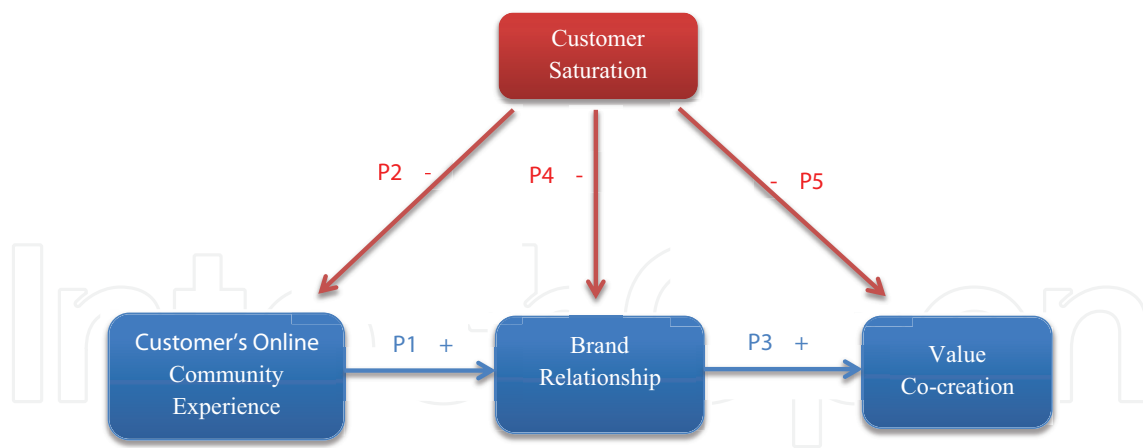 Customer
Saturation
P2 -
P4 -
- P5
Customer's Online
Community
Experience
P1 +
Brand
Relationship
P3 +
Value
Co-creation